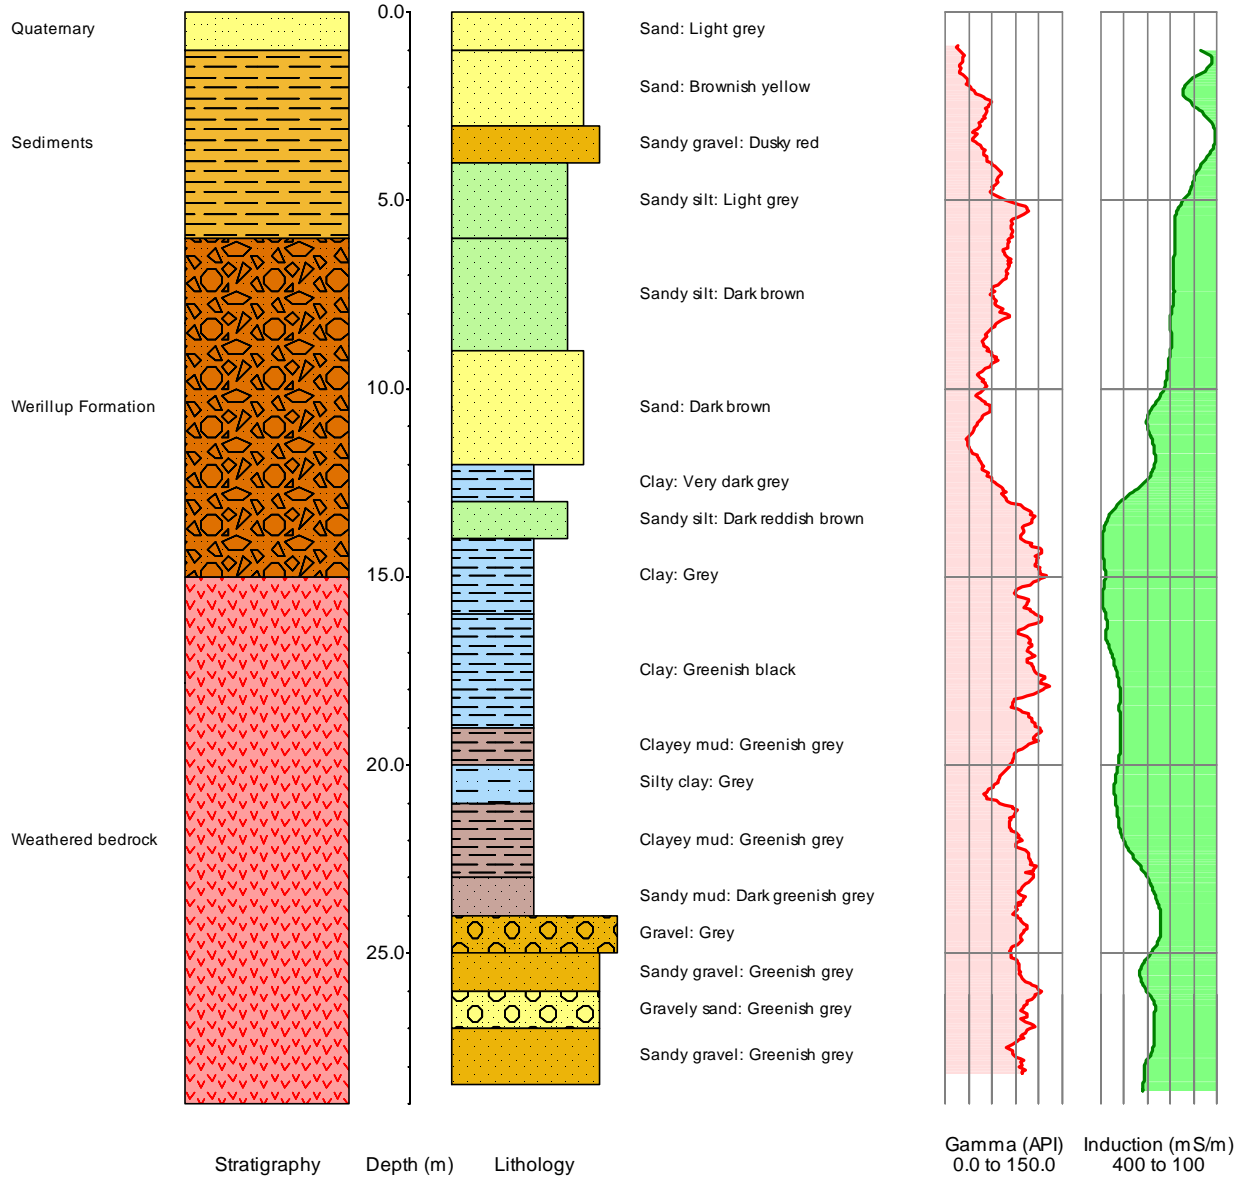 0.0
Quaternary
Sand: Light grey
Sand: Brownish yellow
Sediments
Sandy gravel: Dusky red
5.0
Sandy silt: Light grey
Sandy silt: Dark brown
10.0
Werillup Formation
Sand: Dark brown
Clay: Very dark grey
Sandy silt: Dark reddish brown
15.0
Clay: Grey
Clay: Greenish black
Clayey mud: Greenish grey
20.0
Silty clay: Grey
Weathered bedrock
Clayey mud: Greenish grey
Sandy mud: Dark greenish grey
Gravel: Grey
25.0
Sandy gravel: Greenish grey
Gravely sand: Greenish grey
Sandy gravel: Greenish grey
Stratigraphy
Depth (m)
Lithology
Gamma (API)
0.0 to 150.0
Induction (mS/m)
400 to 100